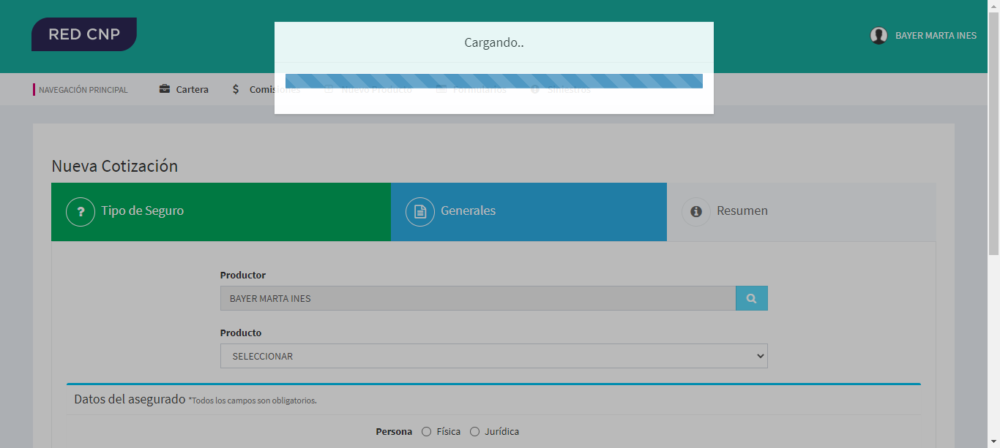 RED CNP
Cargando..
BAYER MARTA INES
NAVEGACIÓN PRINCIPAL
Cartera
Comisiones
Nuevo Producto
Formularios
Siniestros
Nueva Cotización
Tipo de Seguro
Generales
Resumen
Productor
BAYER MARTA INES
Producto
SELECCIONAR
Datos del asegurado *Todos los campos son obligatorios.
Persona Física Jurídica